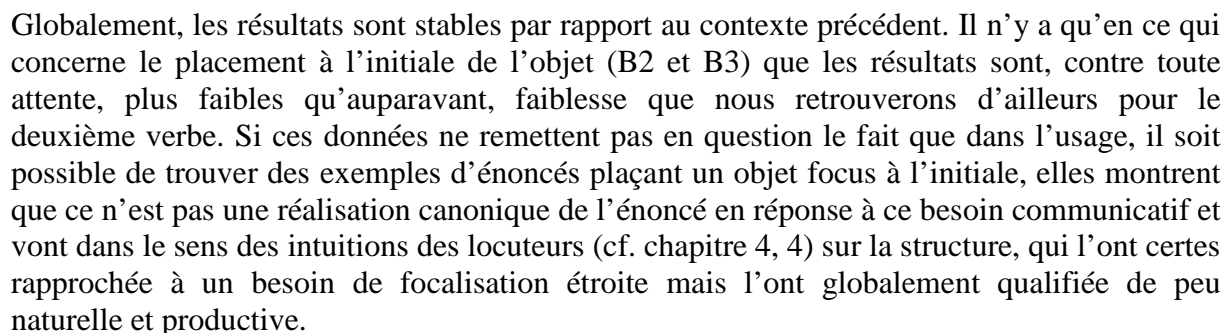 Globalement, les résultats sont stables par rapport au contexte précédent. Il n’y a qu’en ce qui
concerne le placement à l’initiale de l’objet (B2 et B3) que les résultats sont, contre toute
attente, plus faibles qu’auparavant, faiblesse que nous retrouverons d’ailleurs pour le
deuxième verbe. Si ces données ne remettent pas en question le fait que dans l’usage, il soit
possible de trouver des exemples d’énoncés plaçant un objet focus à l’initiale, elles montrent
que ce n’est pas une réalisation canonique de l’énoncé en réponse à ce besoin communicatif et
vont dans le sens des intuitions des locuteurs (cf. chapitre 4, 4) sur la structure, qui l’ont certes
rapprochée à un besoin de focalisation étroite mais l’ont globalement qualifiée de peu
naturelle et productive.